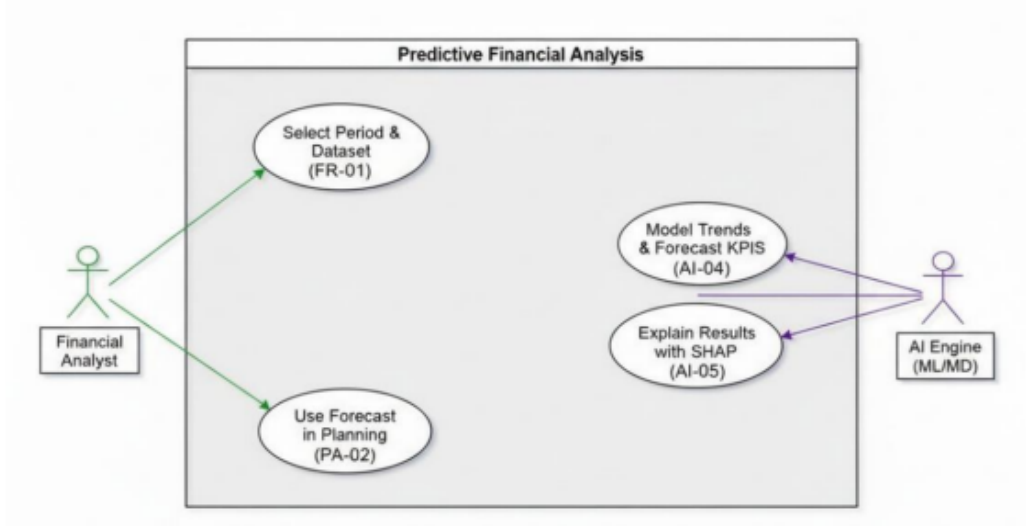 Predictive Financial Analysis
Select Period &
Dataset
(FR-01)
Model Trends
& Forecast KPIS
(AI-04)
Explain Results
with SHAP
(AI-05)
Financial
Analyst
AI Engine
(ML/MD)
Use Forecast
in Planning
(PA-02)